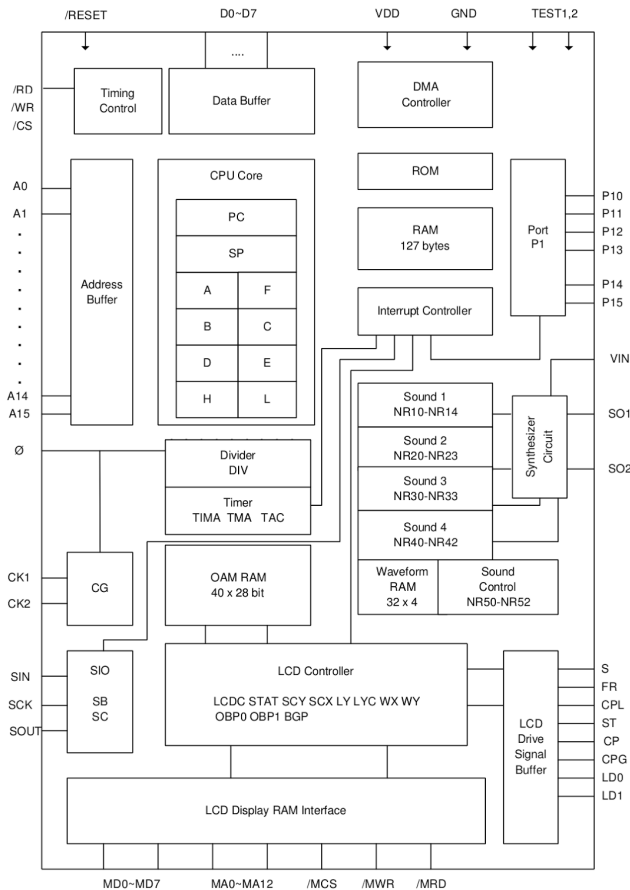 /RESET
D0~D7
VDD
GND
TEST1,2
....
/RD
/WR
/CS
Timing
Control
Data Buffer
DMA
Controller
A0
A1
.
.
.
.
.
.
.
A14
A15
Address
Buffer
CPU Core
PC
SP
A F
B C
D E
H L
ROM
RAM
127 bytes
Interrupt Controller
Port
P1
P10
P11
P12
P13
P14
P15
VIN
SO1
SO2
Sound 1
NR10-NR14
Sound 2
NR20-NR23
Sound 3
NR30-NR33
Sound 4
NR40-NR42
Waveform
RAM
32 x 4
Sound
Control
NR50-NR52
Synthesizer
Circuit
Ø
Divider
DIV
Timer
TIMA TMA TAC
CK1
CK2
CG
OAM RAM
40 x 28 bit
SIN
SCK
SOUT
SIO
SB
SC
LCD Controller
LCDC STAT SCY SCX LY LYC WX WY
OBP0 OBP1 BGP
LCD
Drive
Signal
Buffer
S
FR
CPL
ST
CP
CPG
LD0
LD1
LCD Display RAM Interface
MD0~MD7
MA0~MA12
/MCS
/MWR
/MRD